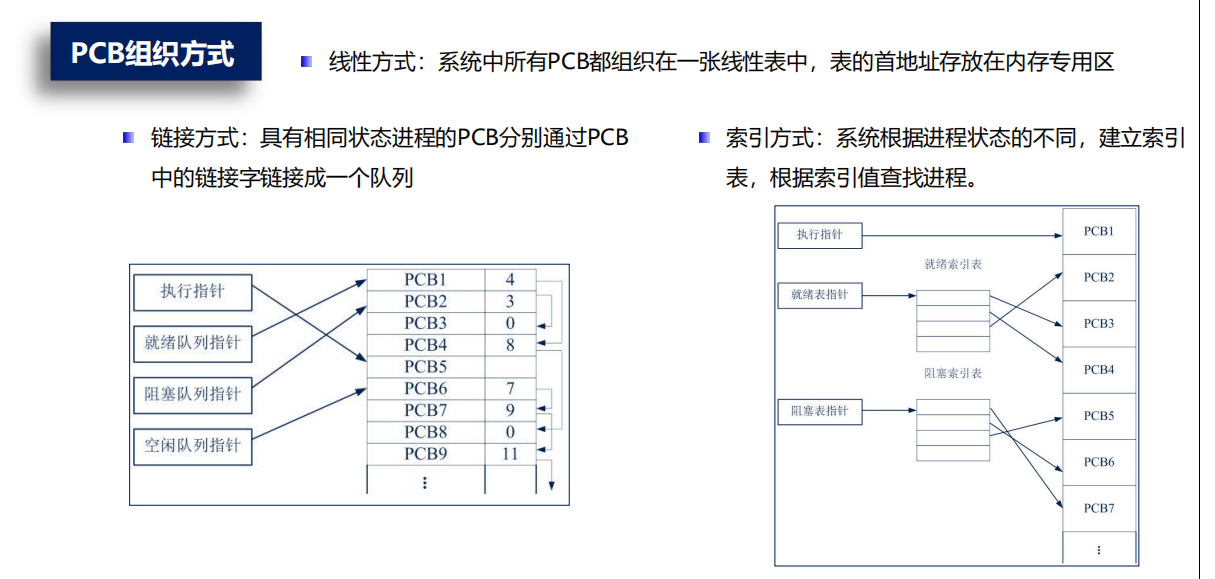 PCB组织方式
线性方式：系统中所有PCB都组织在一张线性表中，表的首地址存放在内存专用区
链接方式：具有相同状态进程的PCB分别通过PCB
中的链接字链接成一个队列
执行指针
就绪队列指针
阻塞队列指针
空闲队列指针
PCB1 4
PCB2 3
PCB3 0
PCB4 8
PCB5
PCB6 7
PCB7 9
PCB8 0
PCB9 11
⋮
索引方式：系统根据进程状态的不同，建立索引
表，根据索引值查找进程。
执行指针
就绪索引表
就绪表指针
阻塞索引表
阻塞表指针
PCB1
PCB2
PCB3
PCB4
PCB5
PCB6
PCB7
⋮